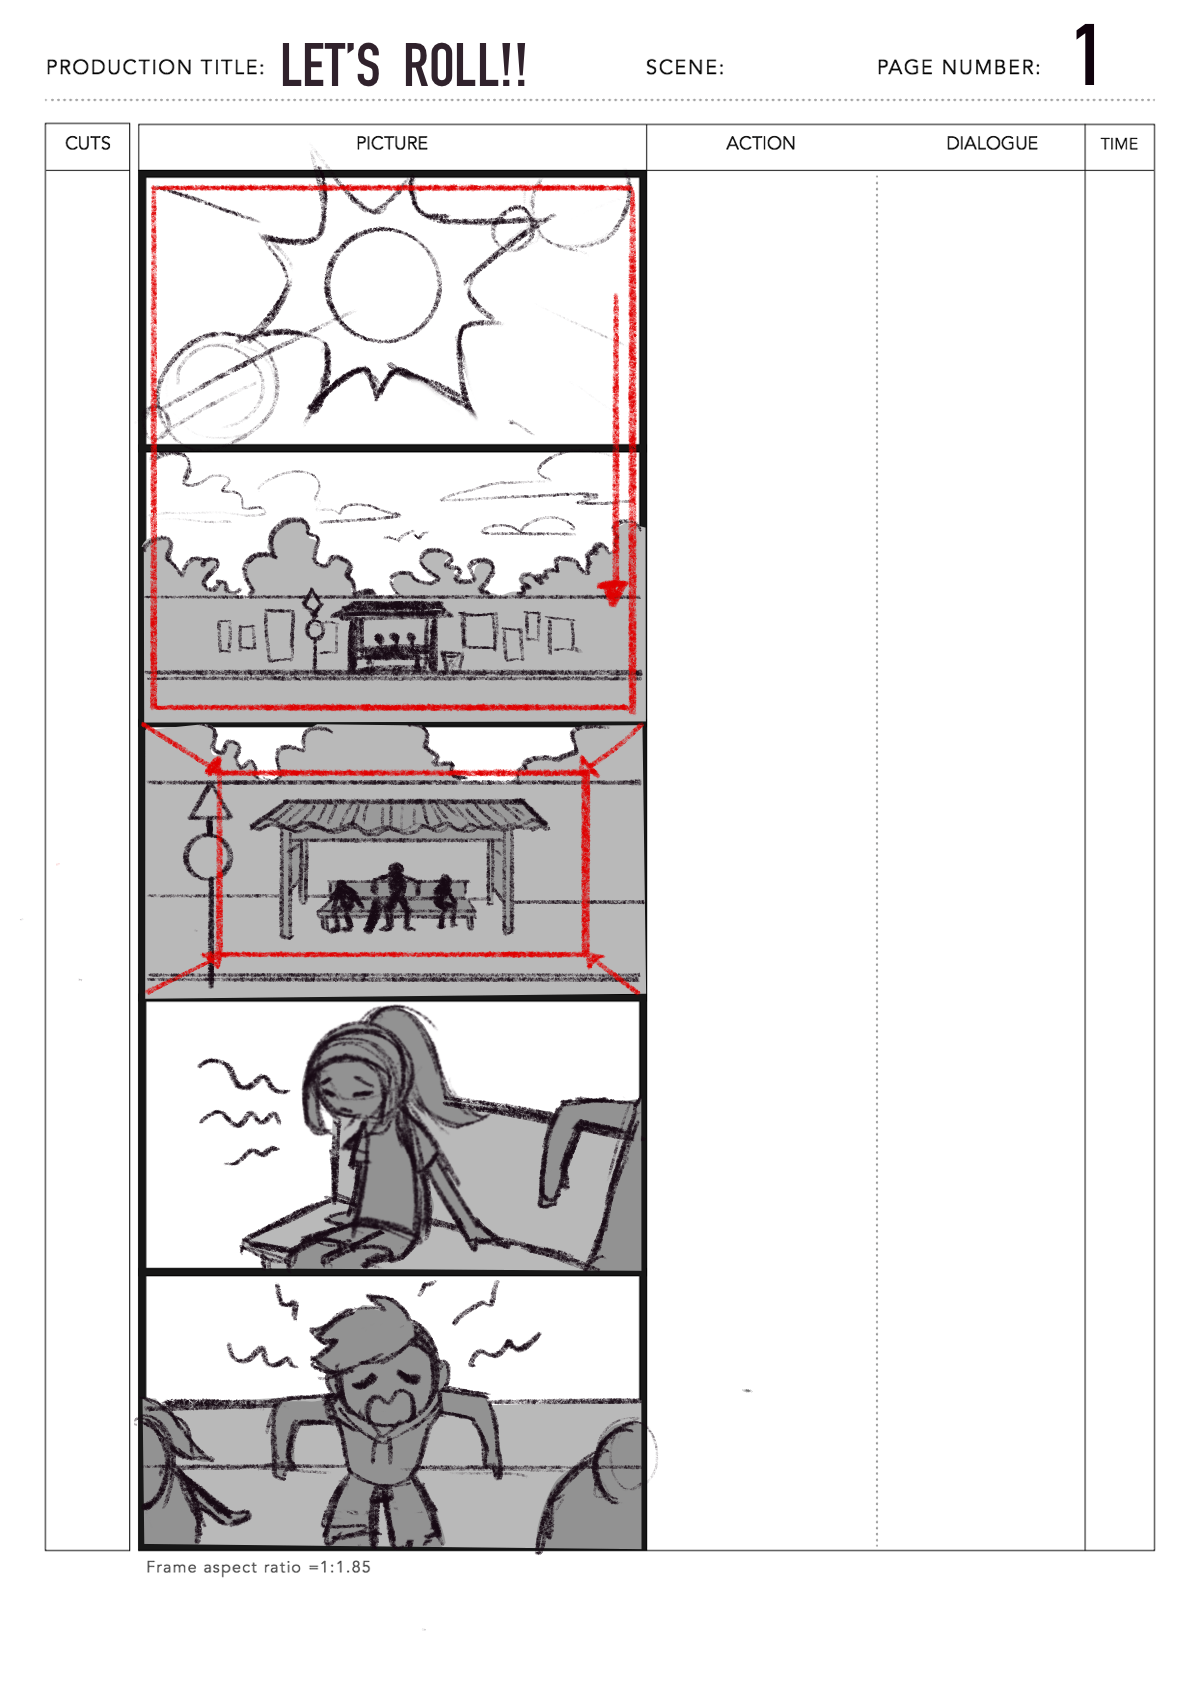 PRODUCTION TITLE: LET'S ROLL!! SCENE: PAGE NUMBER: 1
CUTS PICTURE ACTION DIALOGUE TIME
Frame aspect ratio =1:1.85